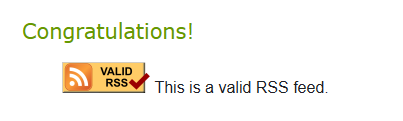 Congratulations!
VALID
RSS
This is a valid RSS feed.